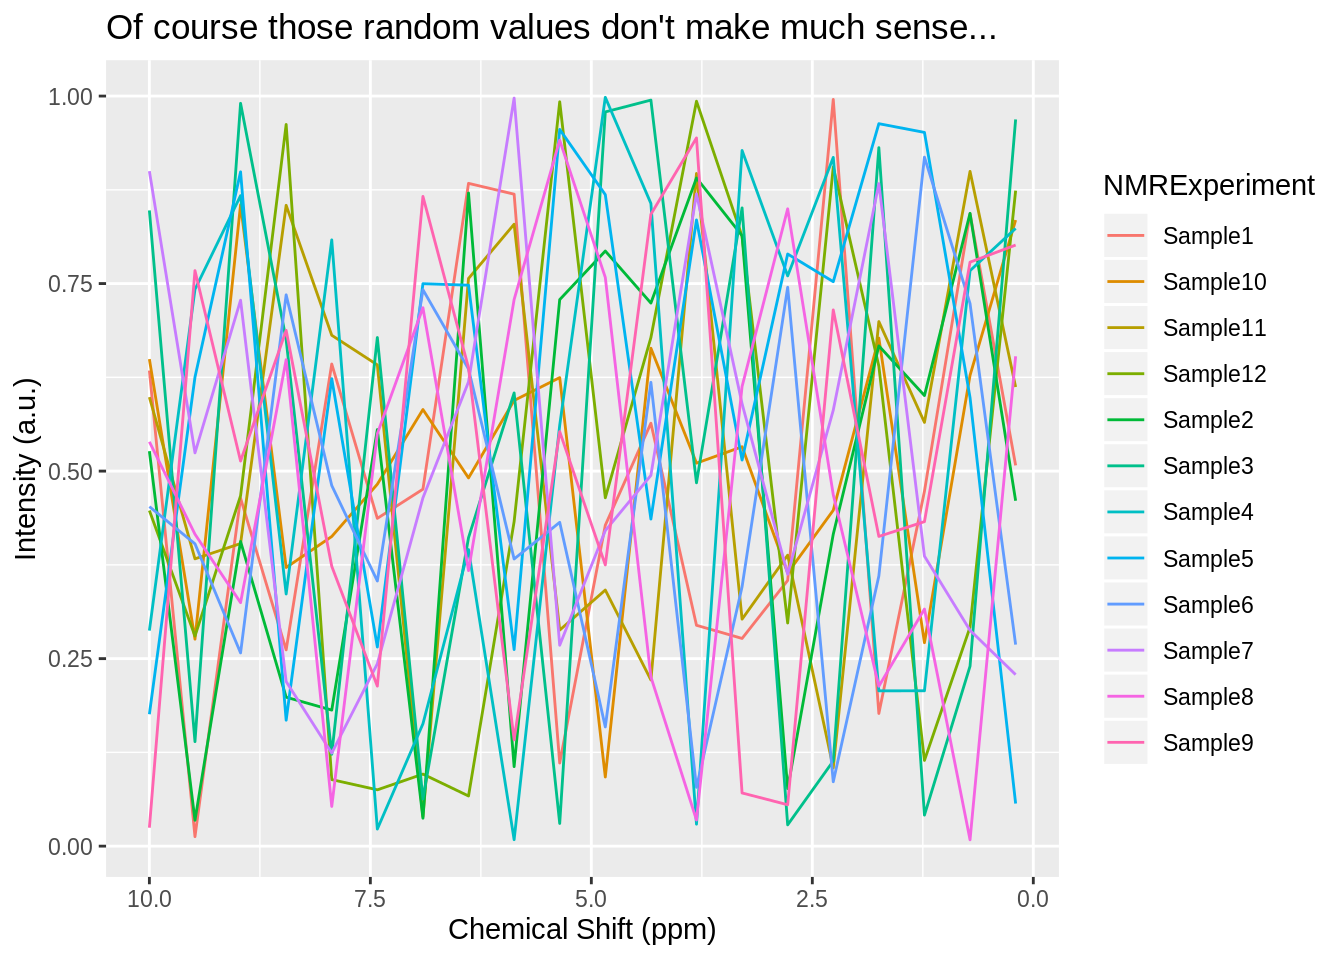 Of course those random values don't make much sense...
Intensity (a.u.)
1.00
0.75
0.50
0.25
0.00
10.0 7.5 5.0 2.5 0.0
Chemical Shift (ppm)
NMRExperiment
Sample1
Sample10
Sample11
Sample12
Sample2
Sample3
Sample4
Sample5
Sample6
Sample7
Sample8
Sample9